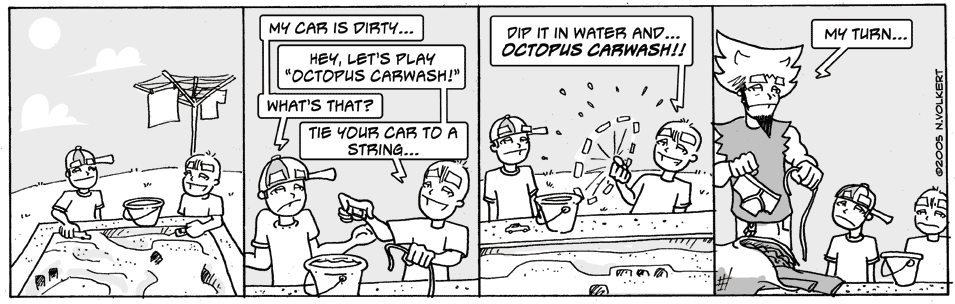 MY CAR IS DIRTY...
HEY, LET'S PLAY
"OCTOPUS CARWASH!"
WHAT'S THAT?
TIE YOUR CAR TO A
STRING...
DIP IT IN WATER AND...
OCTOPUS CARWASH!!
MY TURN...
©2005 N.VOLKERT